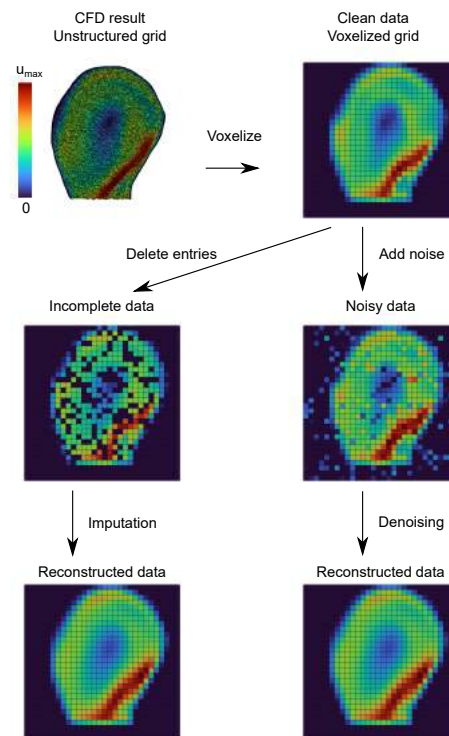 CFD result
Unstructured grid
Clean data
Voxelized grid
umax
0
Voxelize
Delete entries
Add noise
Incomplete data
Noisy data
Imputation
Denoising
Reconstructed data
Reconstructed data